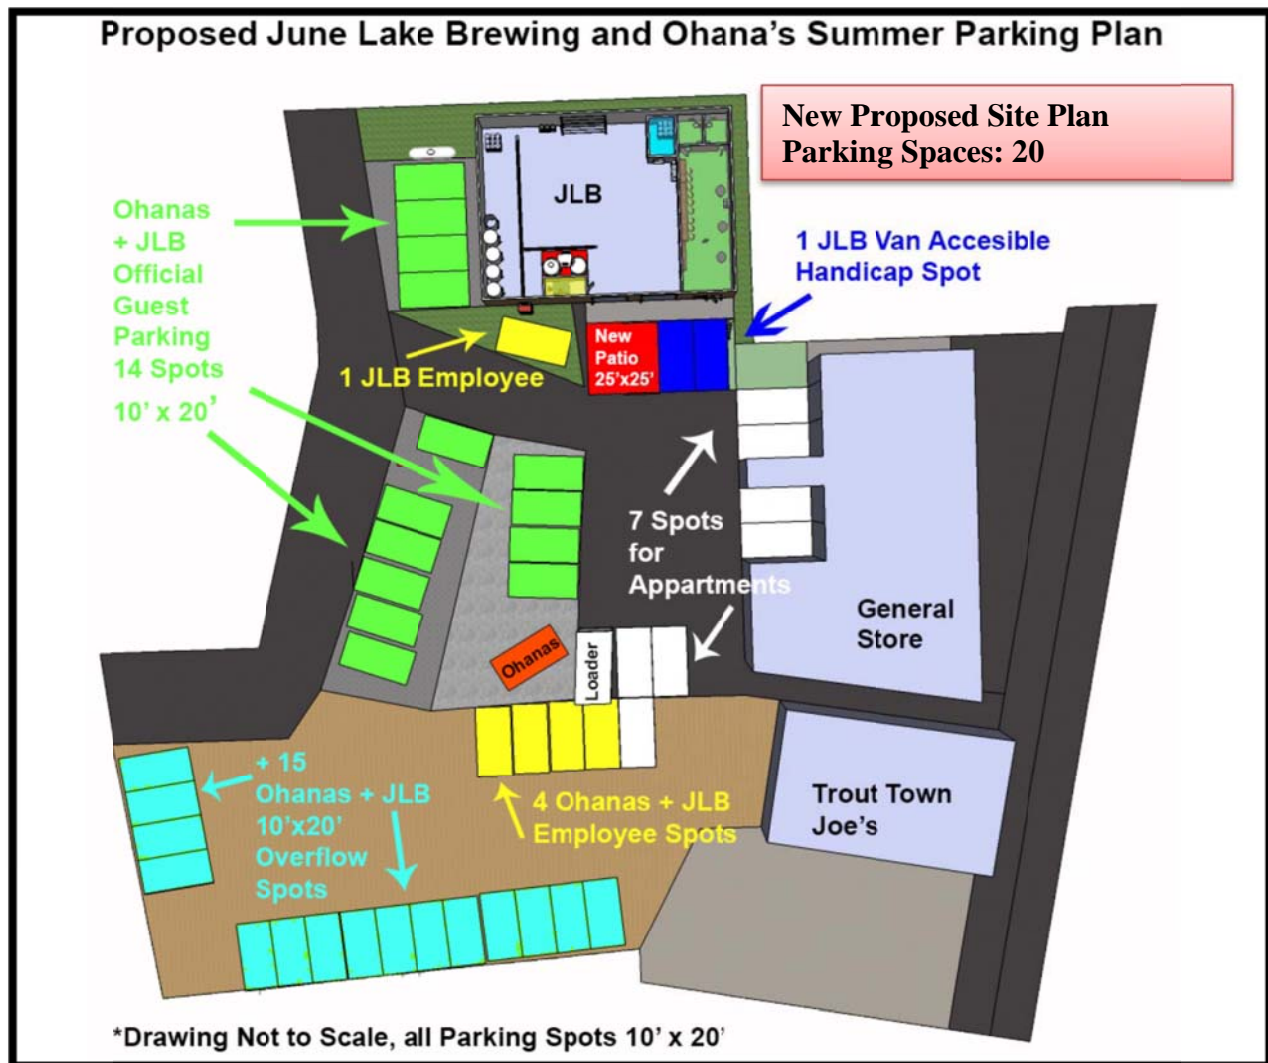 Proposed June Lake Brewing and Ohana's Summer Parking Plan
New Proposed Site Plan
Parking Spaces: 20
JLB
Ohanas
+ JLB
Official
Guest
Parking
14 Spots
10' x 20'
1 JLB Van Accesible
Handicap Spot
New
Patio
25'x25'
1 JLB Employee
7 Spots
for
Appartments
General
Store
Ohanas
Loader
+ 15
Ohanas + JLB
10'x20'
Overflow
Spots
4 Ohanas + JLB
Employee Spots
Trout Town
Joe's
*Drawing Not to Scale, all Parking Spots 10' x 20'